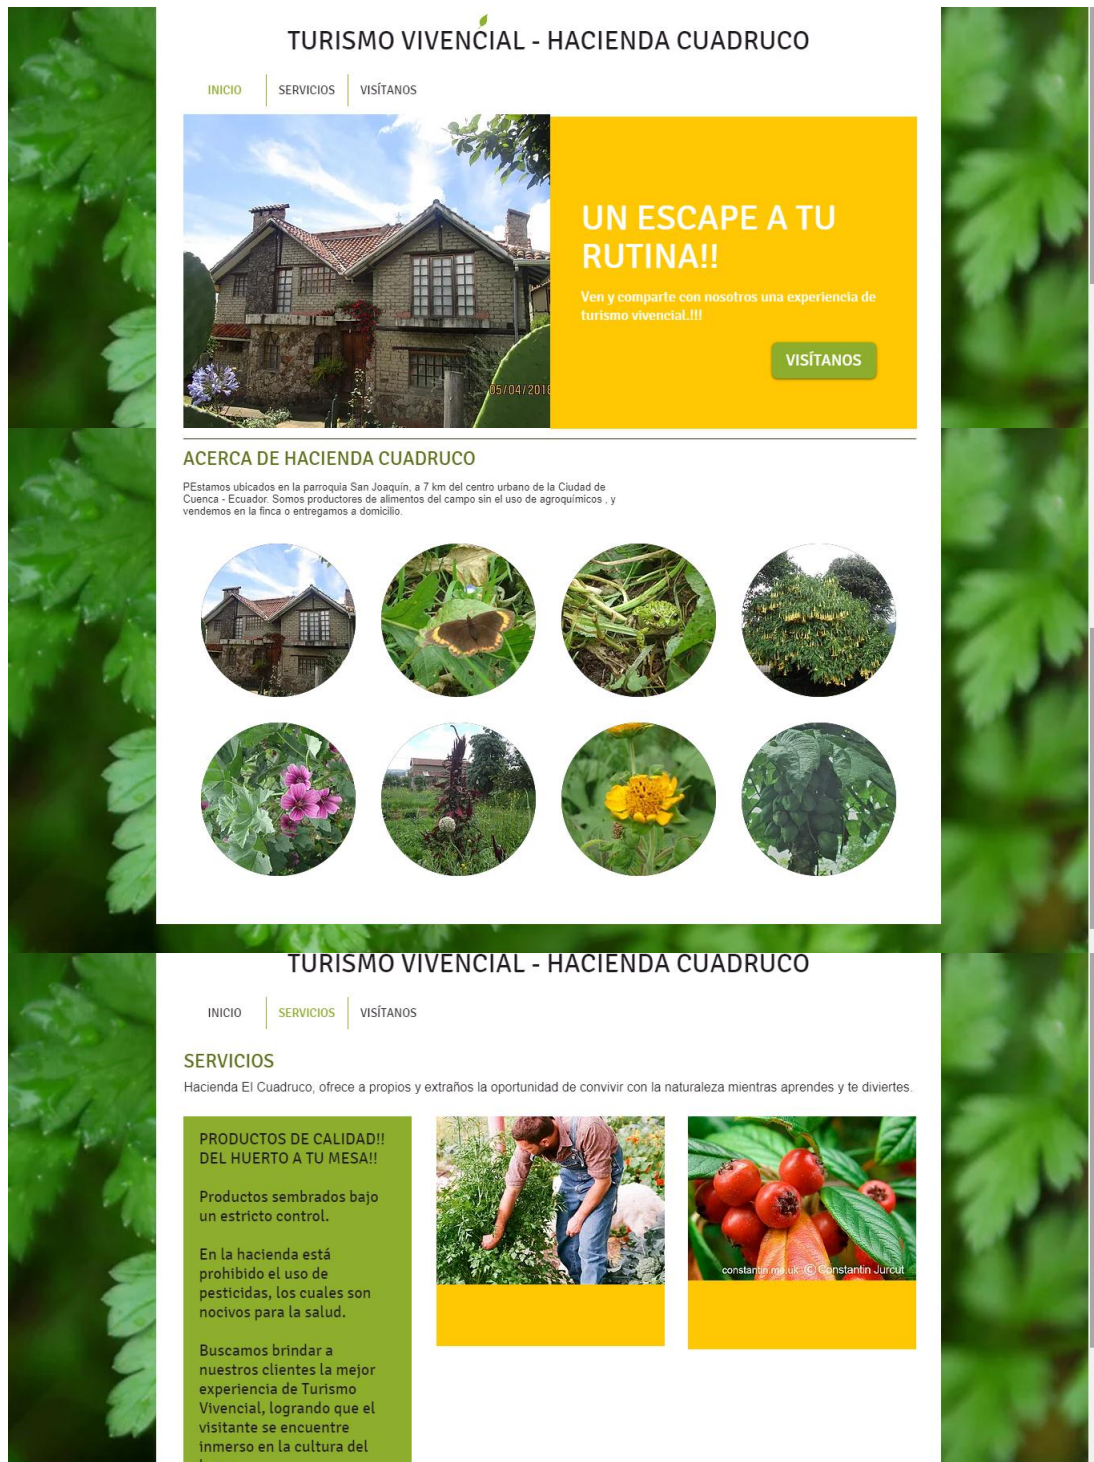 TURISMO VIVENCIAL - HACIENDA CUADRUCO
INICIO
SERVICIOS
VISÍTANOS
UN ESCAPE A TU
RUTINA!!
Ven y comparte con nosotros una experiencia de
turismo vivencial.!!!
VISÍTANOS
05/04/2018
ACERCA DE HACIENDA CUADRUCO
PEstamos ubicados en la parroquia San Joaquín, a 7 km del centro urbano de la Ciudad de
Cuenca - Ecuador. Somos productores de alimentos del campo sin el uso de agroquímicos , y
vendemos en la finca o entregamos a domicilio.
TURISMO VIVENCIAL - HACIENDA CUADRUCO
INICIO
SERVICIOS
VISÍTANOS
SERVICIOS
Hacienda El Cuadruco, ofrece a propios y extraños la oportunidad de convivir con la naturaleza mientras aprendes y te diviertes.
PRODUCTOS DE CALIDAD!!
DEL HUERTO A TU MESA!!
Productos sembrados bajo
un estricto control.
En la hacienda está
prohibido el uso de
pesticidas, los cuales son
nocivos para la salud.
Buscamos brindar a
nuestros clientes la mejor
experiencia de Turismo
Vivencial, logrando que el
visitante se encuentre
inmerso en la cultura del
constantin.me.uk © Constantin Jurcut